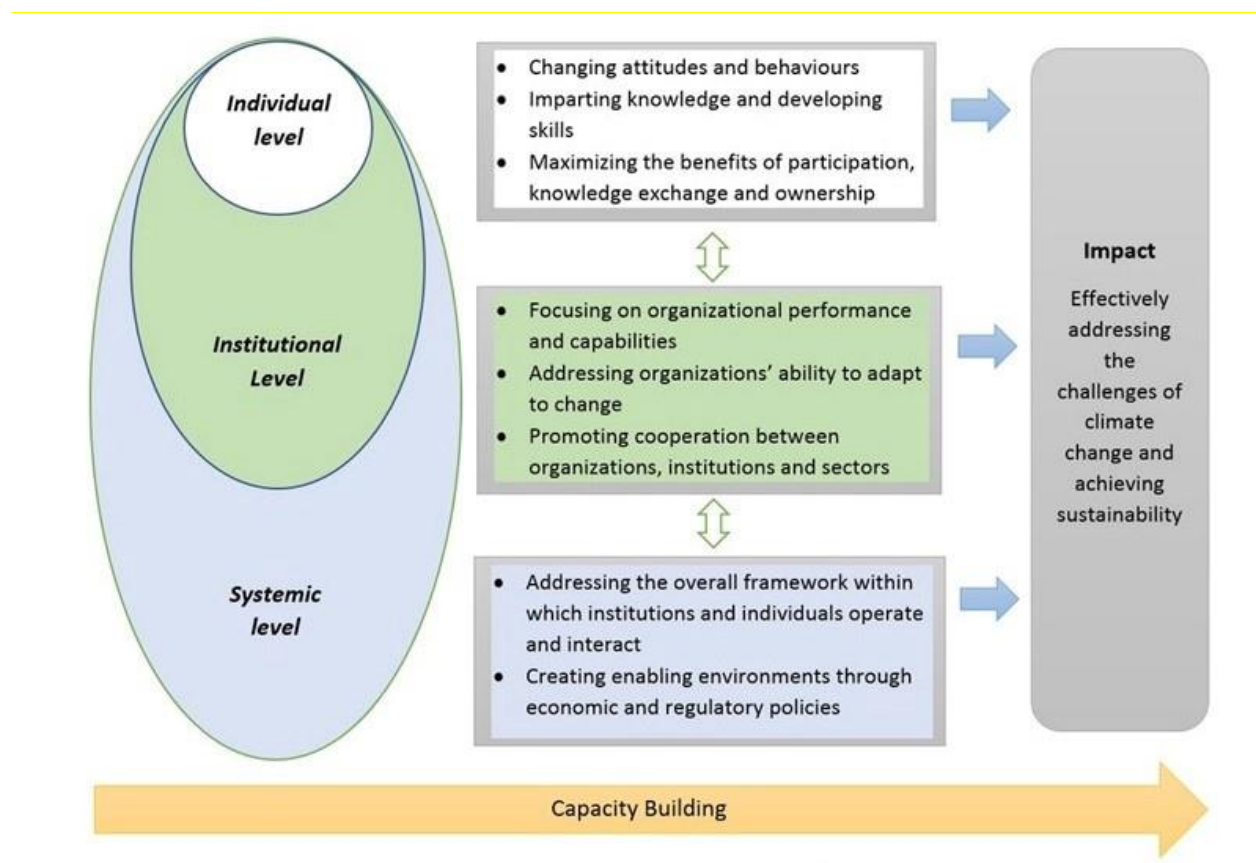 Individual
level
Institutional
Level
Systemic
level
• Changing attitudes and behaviours
• Imparting knowledge and developing
skills
• Maximizing the benefits of participation,
knowledge exchange and ownership
• Focusing on organizational performance
and capabilities
• Addressing organizations’ ability to adapt
to change
• Promoting cooperation between
organizations, institutions and sectors
• Addressing the overall framework within
which institutions and individuals operate
and interact
• Creating enabling environments through
economic and regulatory policies
Impact
Effectively
addressing
the
challenges of
climate
change and
achieving
sustainability
Capacity Building